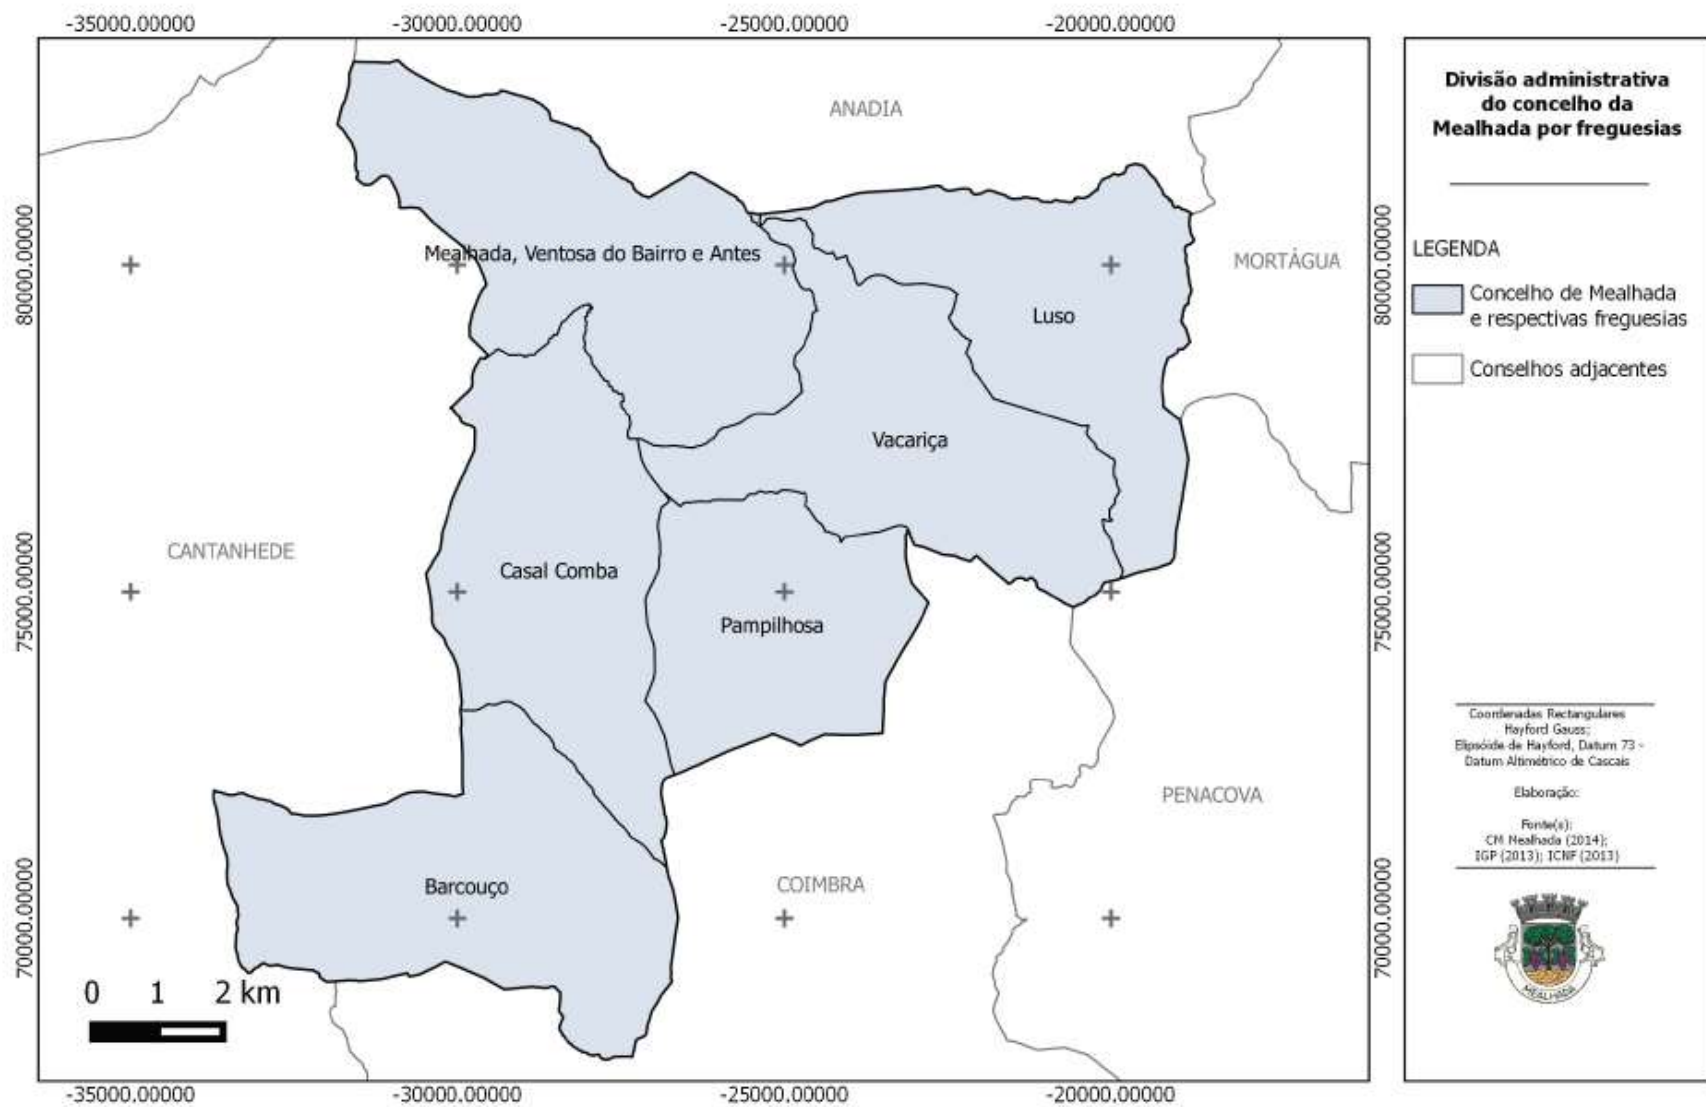 -35000.00000 -30000.00000 -25000.00000 -20000.00000
Divisão administrativa
do concelho da
Mealhada por freguesias
ANADIA
80000.00000
Mealhada, Ventosa do Bairro e Antes
MORTÁGUA
80000.00000
LEGENDA
Concelho de Mealhada
e respectivas freguesias
Conselhos adjacentes
Luso
Vacariça
CANTANHEDE
75000.00000
Casal Comba
Pampilhosa
75000.00000
Coordenadas Rectangulares
Hayford Gauss;
Elipsóide de Hayford, Datum 73 -
Datum Altimétrico de Cascais
Elaboração:
Fonte(s):
CM Mealhada (2014);
IGP (2013); ICNF (2013)
PENACOVA
70000.00000
Barcouço
COIMBRA
70000.00000
0 1 2 km
MEALHADA
-35000.00000 -30000.00000 -25000.00000 -20000.00000